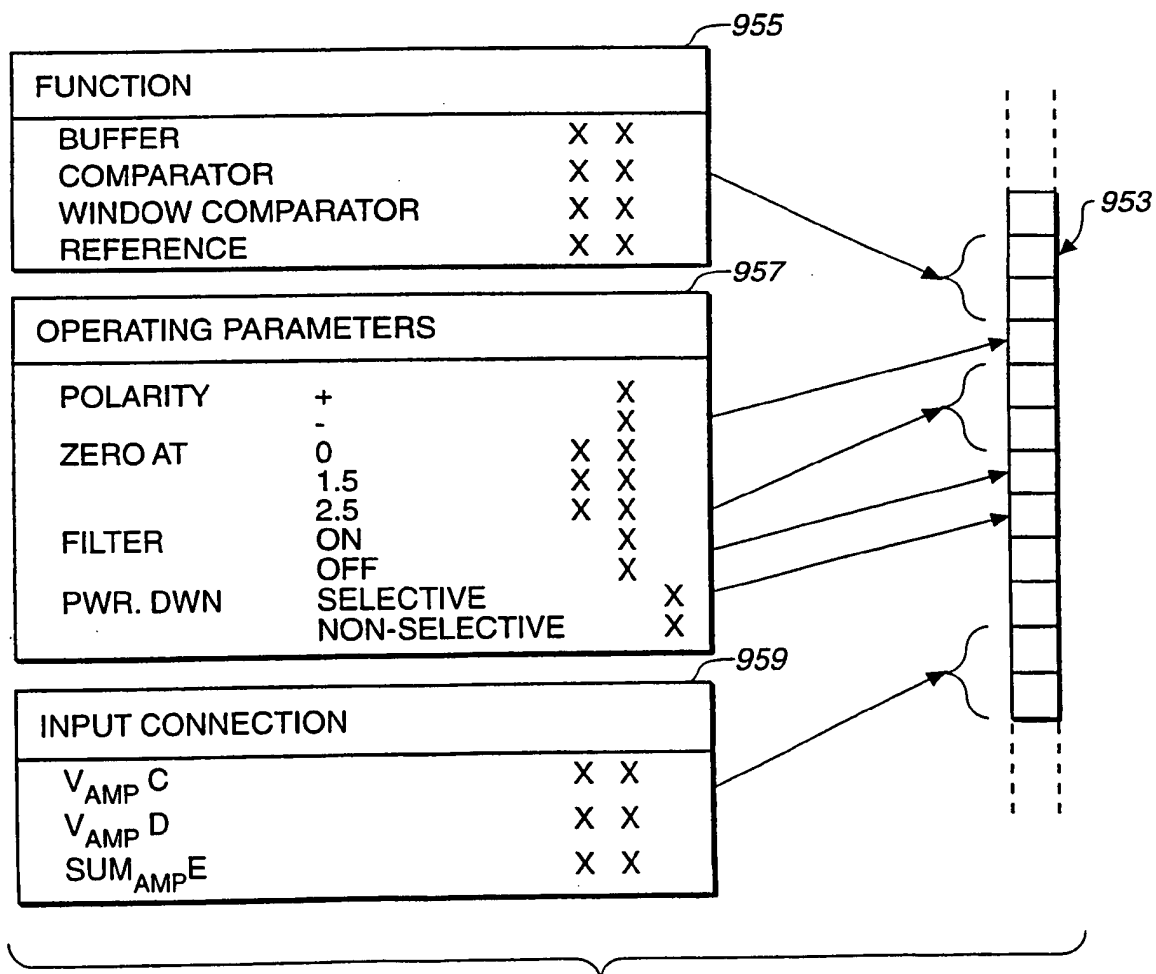 955
FUNCTION
BUFFER X X
COMPARATOR X X
WINDOW COMPARATOR X X
REFERENCE X X
953
957
OPERATING PARAMETERS
POLARITY + X
- X
ZERO AT 0 X X
1.5 X X
2.5 X X
FILTER ON X
OFF X
PWR. DWN SELECTIVE X
NON-SELECTIVE X
959
INPUT CONNECTION
VAMP C X X
VAMP D X X
SUMAMPE X X